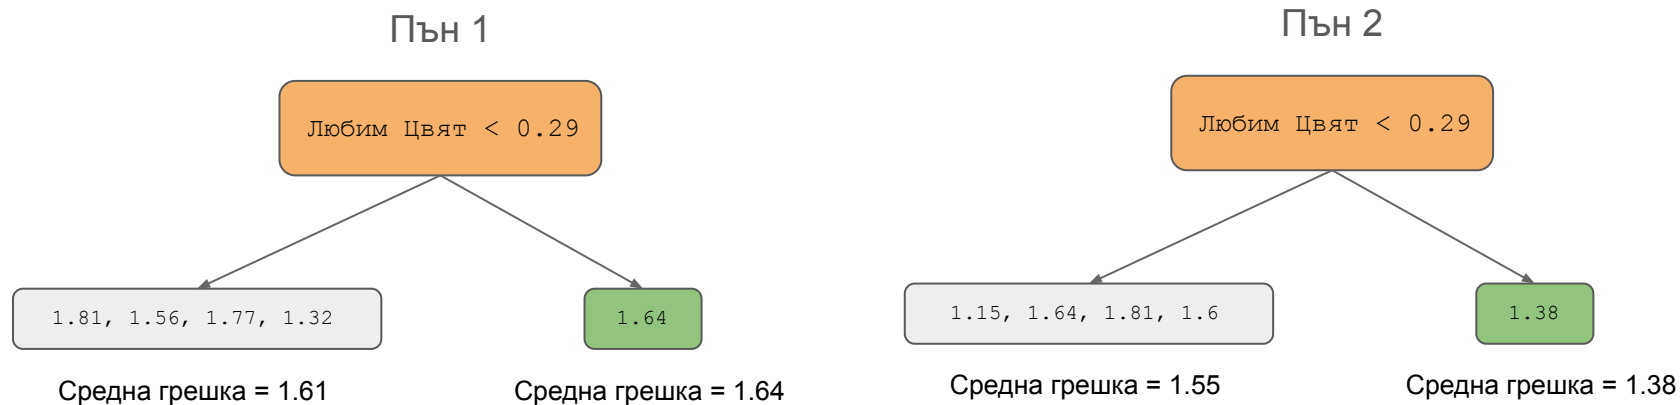 Пън 1
Любим Цвят < 0.29
1.81, 1.56, 1.77, 1.32
1.64
Средна грешка = 1.61
Средна грешка = 1.64
Пън 2
Любим Цвят < 0.29
1.15, 1.64, 1.81, 1.6
1.38
Средна грешка = 1.55
Средна грешка = 1.38